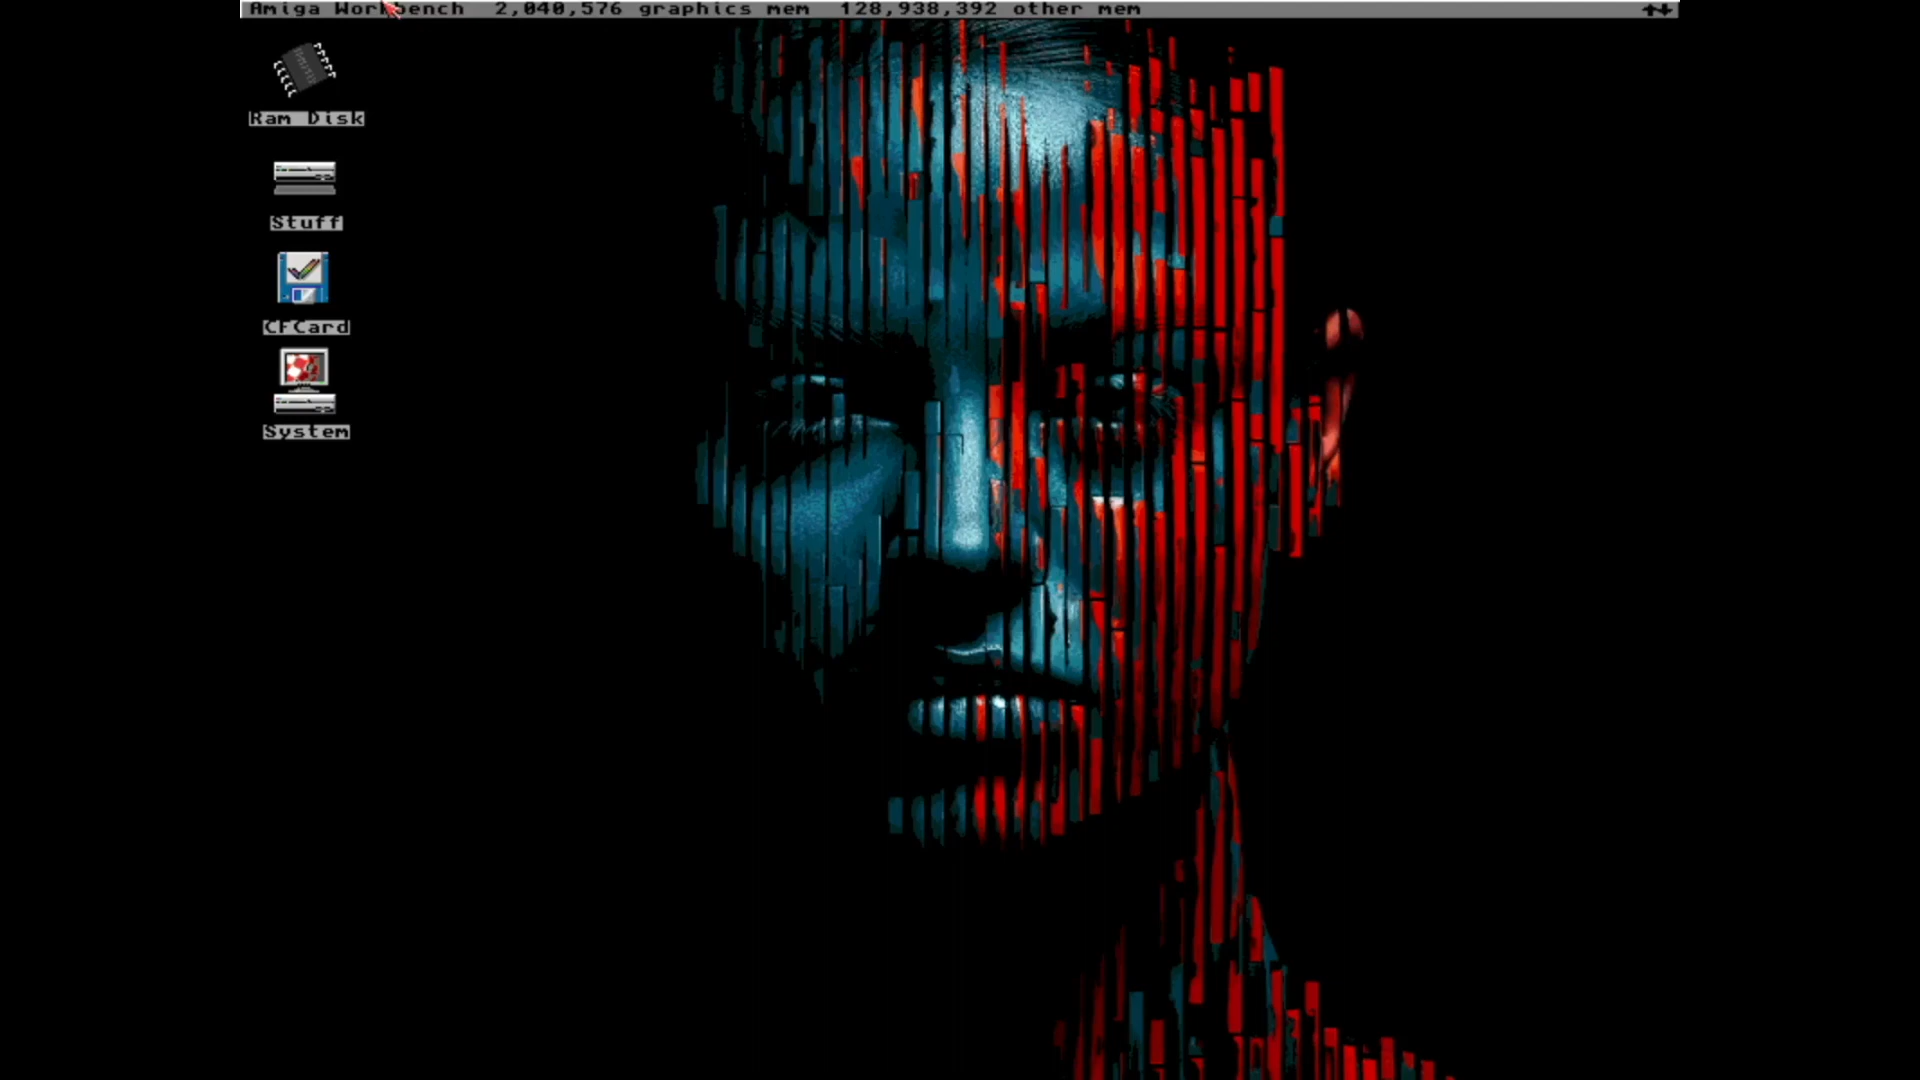 Amiga Workbench 2,040,576 graphics mem 128,938,392 other mem
Ram Disk
Stuff
CFCard
System